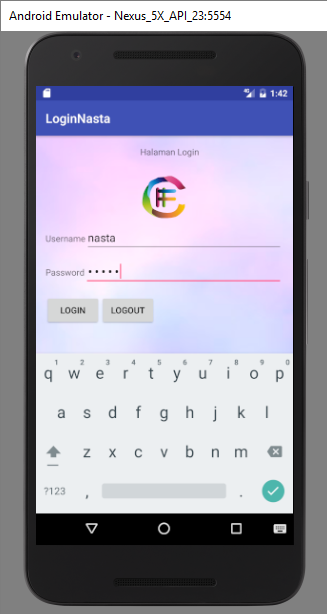 Android Emulator - Nexus_5X_API_23:5554
1:42
LoginNasta
Halaman Login
Username nasta
Password •••••
LOGIN LOGOUT
1 2 3 4 5 6 7 8 9 0
q w e r t y u i o p
a s d f g h j k l
z x c v b n m
?123 , .